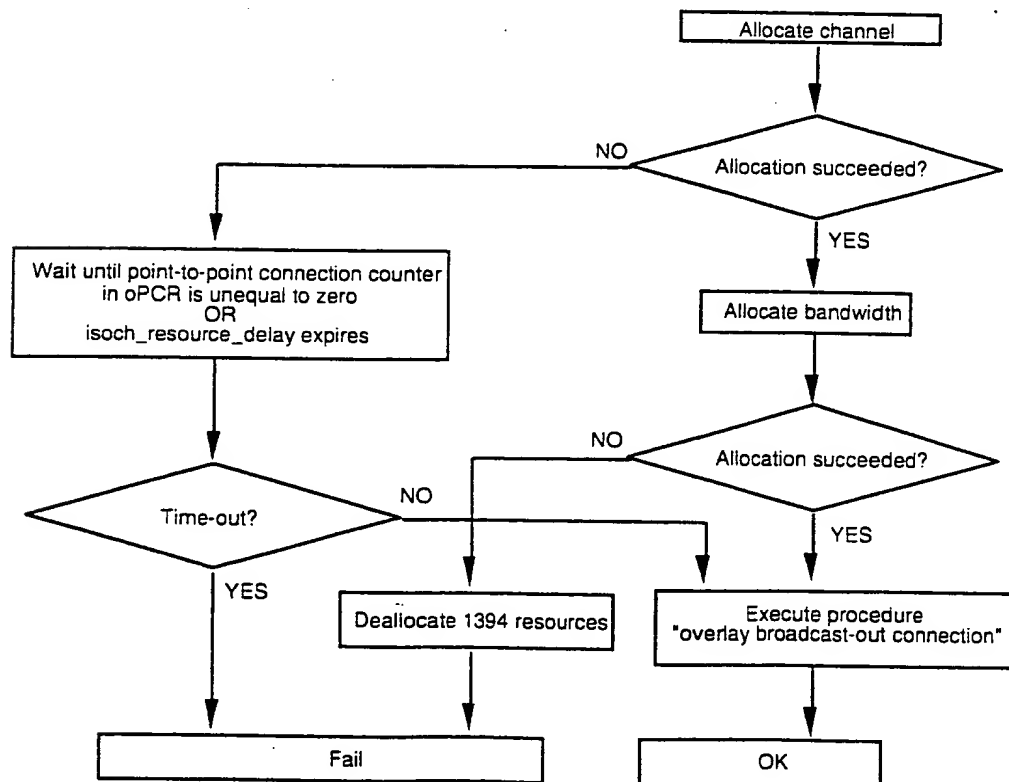 Allocate channel
NO
Allocation succeeded?
YES
Wait until point-to-point connection counter
in oPCR is unequal to zero
OR
isoch_resource_delay expires
Allocate bandwidth
NO
Allocation succeeded?
NO
Time-out?
YES
YES
Deallocate 1394 resources
Execute procedure
"overlay broadcast-out connection"
Fail
OK